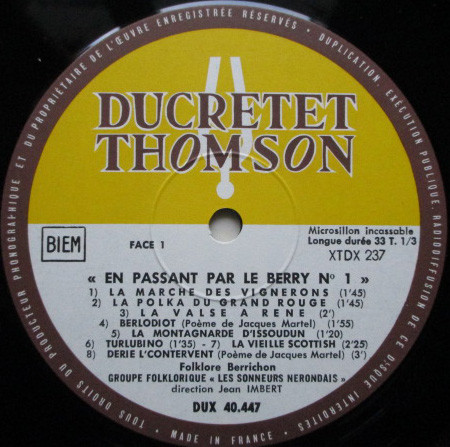 TOUS DROITS DU PRODUCTEUR PHONOGRAPHIQUE ET DU PROPRIÉTAIRE DE L'ŒUVRE ENREGISTRÉE RÉSERVÉS • DUPLICATION, EXÉCUTION PUBLIQUE, RADIODIFFUSION DE CE DISQUE INTERDITES •
DUCRETET
THOMSON
BIEM
FACE 1
Microsillon incassable
Longue durée 33 T. 1/3
XTDX 237
« EN PASSANT PAR LE BERRY No 1 »
1) LA MARCHE DES VIGNERONS (1'45)
2) LA POLKA DU GRAND ROUGE (1'45)
3) LA VALSE A RENE (2')
4) BERLODIOT (Poème de Jacques Martel) (1'55)
5) LA MONTAGNARDE D'ISSOUDUN (1'20)
6) TURLUBINO (1'35) - 7) LA VIEILLE SCOTTISH (2'25)
8) DERIE L'CONTERVENT (Poème de Jacques Martel) (3')
Folklore Berrichon
GROUPE FOLKLORIQUE « LES SONNEURS NERONDAIS »
direction Jean IMBERT
DUX 40.447
MADE IN FRANCE